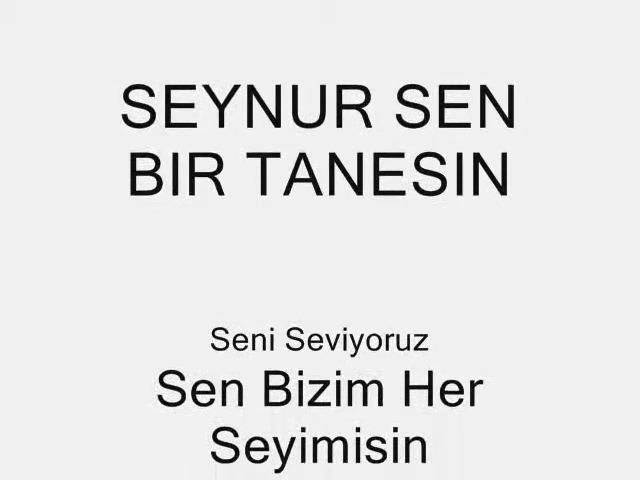 SEYNUR SEN
BIR TANESIN
Seni Seviyoruz
Sen Bizim Her
Seyimisin